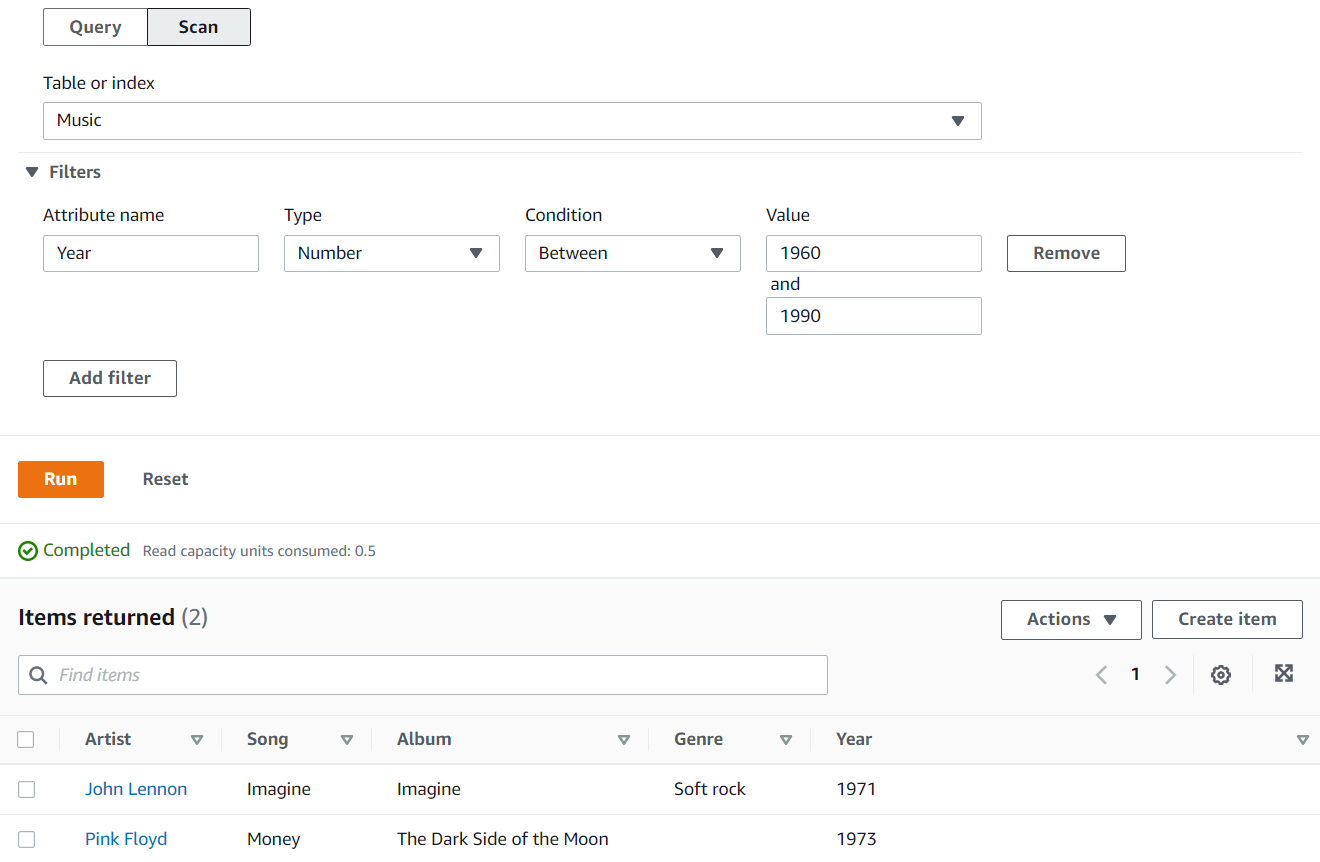 Query Scan
Table or index
Music
Filters
Attribute name Type Condition Value
Year Number Between 1960 Remove
and
1990
Add filter
Run Reset
Completed Read capacity units consumed: 0.5
Items returned (2) Actions Create item
Find items 1
Artist Song Album Genre Year
John Lennon Imagine Imagine Soft rock 1971
Pink Floyd Money The Dark Side of the Moon 1973